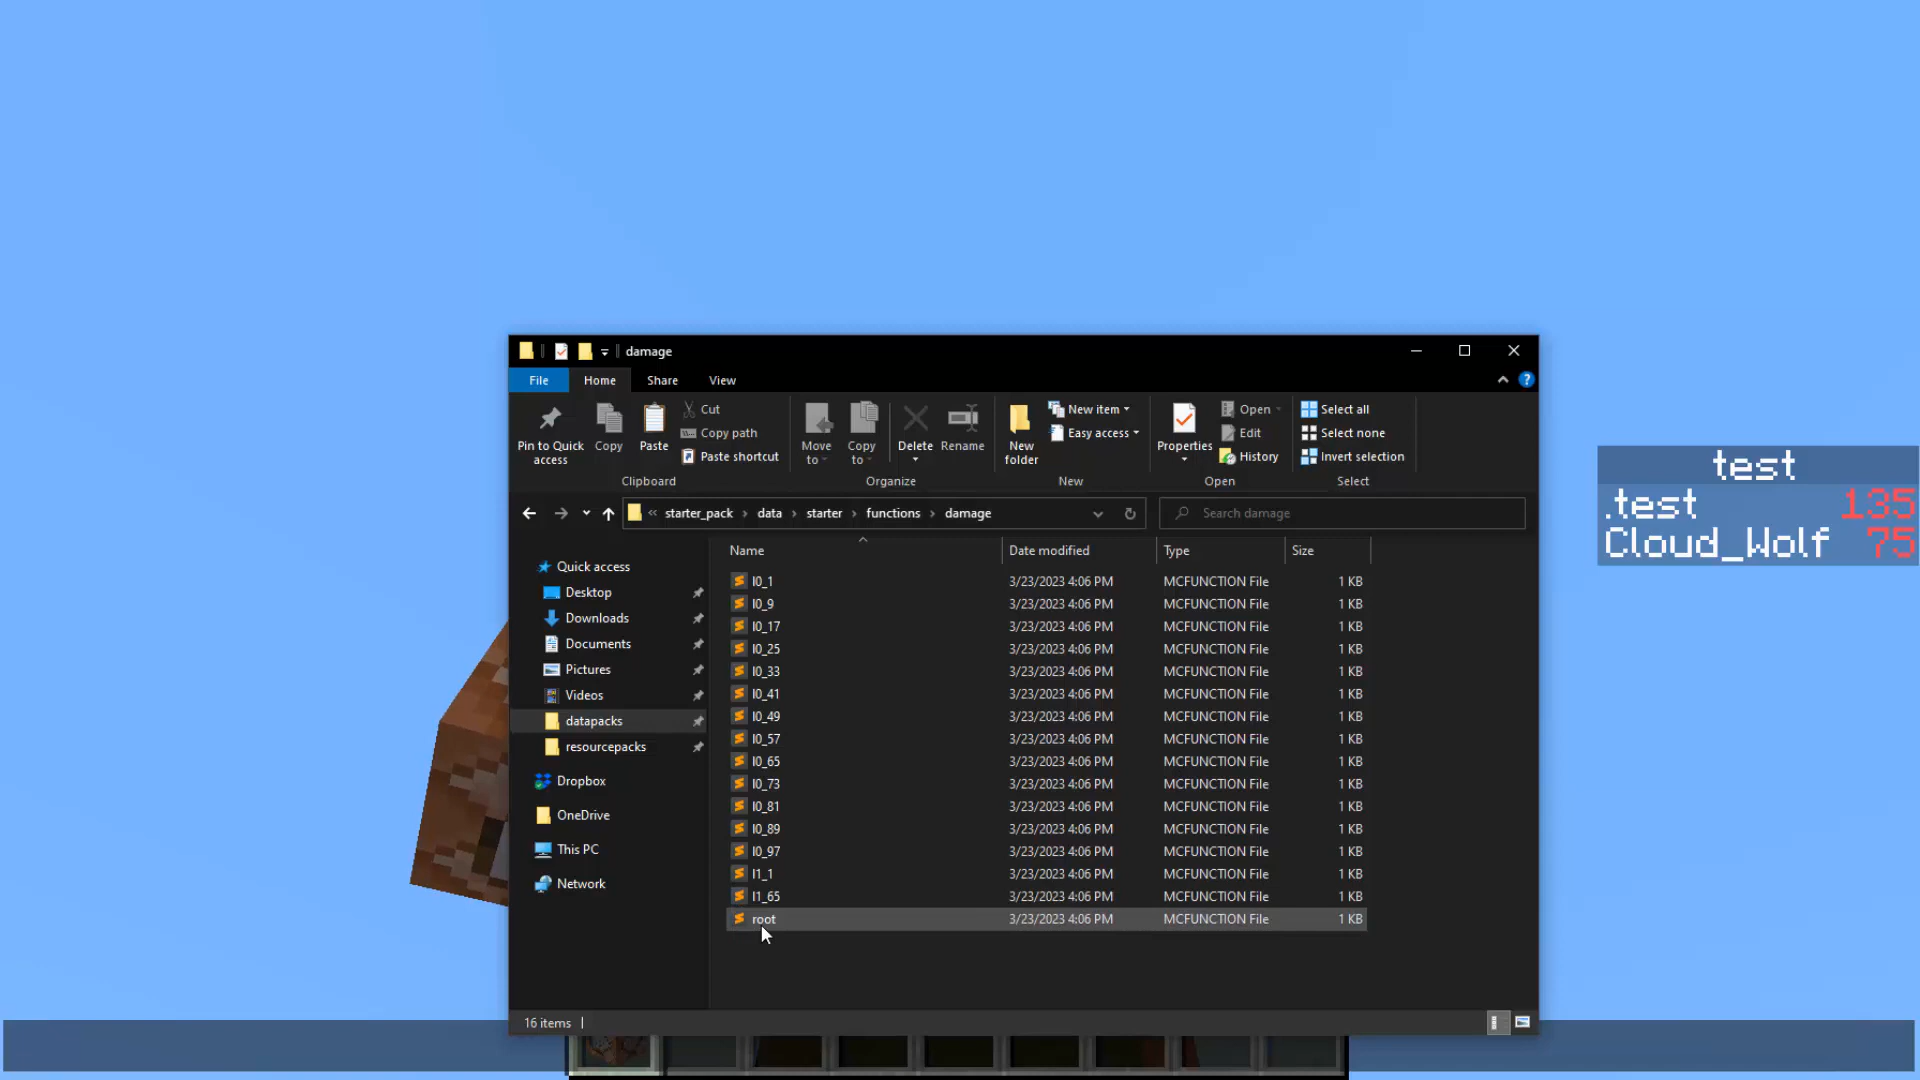 damage
File Home Share View
Pin to Quick access
Copy
Paste
Cut
Copy path
Paste shortcut
Clipboard
Move to
Copy to
Delete
Rename
Organize
New folder
New item
Easy access
New
Properties
Open
Edit
History
Open
Select all
Select none
Invert selection
Select
« starter_pack › data › starter › functions › damage
Search damage
Quick access
Desktop
Downloads
Documents
Pictures
Videos
datapacks
resourcepacks
Dropbox
OneDrive
This PC
Network
Name Date modified Type Size
l0_1 3/23/2023 4:06 PM MCFUNCTION File 1 KB
l0_9 3/23/2023 4:06 PM MCFUNCTION File 1 KB
l0_17 3/23/2023 4:06 PM MCFUNCTION File 1 KB
l0_25 3/23/2023 4:06 PM MCFUNCTION File 1 KB
l0_33 3/23/2023 4:06 PM MCFUNCTION File 1 KB
l0_41 3/23/2023 4:06 PM MCFUNCTION File 1 KB
l0_49 3/23/2023 4:06 PM MCFUNCTION File 1 KB
l0_57 3/23/2023 4:06 PM MCFUNCTION File 1 KB
l0_65 3/23/2023 4:06 PM MCFUNCTION File 1 KB
l0_73 3/23/2023 4:06 PM MCFUNCTION File 1 KB
l0_81 3/23/2023 4:06 PM MCFUNCTION File 1 KB
l0_89 3/23/2023 4:06 PM MCFUNCTION File 1 KB
l0_97 3/23/2023 4:06 PM MCFUNCTION File 1 KB
l1_1 3/23/2023 4:06 PM MCFUNCTION File 1 KB
l1_65 3/23/2023 4:06 PM MCFUNCTION File 1 KB
root 3/23/2023 4:06 PM MCFUNCTION File 1 KB
16 items
test
.test 135
Cloud_Wolf 75